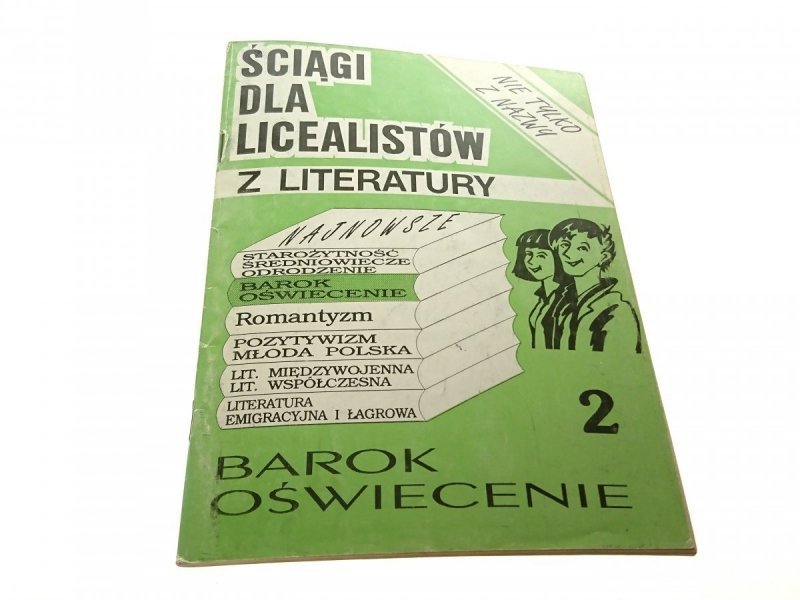 ŚCIĄGI
DLA
LICEALISTÓW
NIE TYLKO
Z NAZWY
Z LITERATURY
NAJNOWSZE
STAROŻYTNOŚĆ
ŚREDNIOWIECZE
ODRODZENIE
BAROK
OŚWIECENIE
Romantyzm
POZYTYWIZM
MŁODA POLSKA
LIT. MIĘDZYWOJENNA
LIT. WSPÓŁCZESNA
LITERATURA
EMIGRACYJNA I ŁAGROWA
2
BAROK
OŚWIECENIE